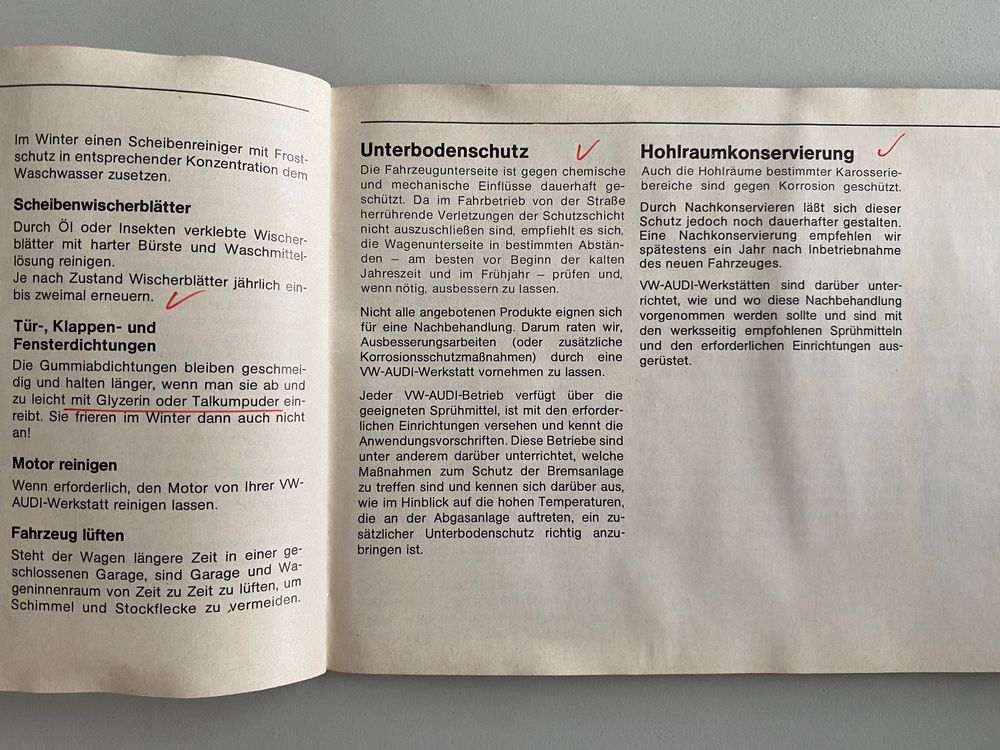 Im Winter einen Scheibenreiniger mit Frost-
schutz in entsprechender Konzentration dem
Waschwasser zusetzen.
Scheibenwischerblätter
Durch Öl oder Insekten verklebte Wischer-
blätter mit harter Bürste und Waschmittel-
lösung reinigen.
Je nach Zustand Wischerblätter jährlich ein-
bis zweimal erneuern.
Tür-, Klappen- und
Fensterdichtungen
Die Gummiabdichtungen bleiben geschmei-
dig und halten länger, wenn man sie ab und
zu leicht mit Glyzerin oder Talkumpuder ein-
reibt. Sie frieren im Winter dann auch nicht
an!
Motor reinigen
Wenn erforderlich, den Motor von Ihrer VW-
AUDI-Werkstatt reinigen lassen.
Fahrzeug lüften
Steht der Wagen längere Zeit in einer ge-
schlossenen Garage, sind Garage und Wa-
geninnenraum von Zeit zu Zeit zu lüften, um
Schimmel und Stockflecke zu vermeiden.
Unterbodenschutz
Die Fahrzeugunterseite ist gegen chemische
und mechanische Einflüsse dauerhaft ge-
schützt. Da im Fahrbetrieb von der Straße
herrührende Verletzungen der Schutzschicht
nicht auszuschließen sind, empfiehlt es sich,
die Wagenunterseite in bestimmten Abstän-
den – am besten vor Beginn der kalten
Jahreszeit und im Frühjahr – prüfen und,
wenn nötig, ausbessern zu lassen.
Nicht alle angebotenen Produkte eignen sich
für eine Nachbehandlung. Darum raten wir,
Ausbesserungsarbeiten (oder zusätzliche
Korrosionsschutzmaßnahmen) durch eine
VW-AUDI-Werkstatt vornehmen zu lassen.
Jeder VW-AUDI-Betrieb verfügt über die
geeigneten Sprühmittel, ist mit den erforder-
lichen Einrichtungen versehen und kennt die
Anwendungsvorschriften. Diese Betriebe sind
unter anderem darüber unterrichtet, welche
Maßnahmen zum Schutz der Bremsanlage
zu treffen sind und kennen sich darüber aus,
wie im Hinblick auf die hohen Temperaturen,
die an der Abgasanlage auftreten, ein zu-
sätzlicher Unterbodenschutz richtig anzu-
bringen ist.
Hohlraumkonservierung
Auch die Hohlräume bestimmter Karosserie-
bereiche sind gegen Korrosion geschützt.
Durch Nachkonservieren läßt sich dieser
Schutz jedoch noch dauerhafter gestalten.
Eine Nachkonservierung empfehlen wir
spätestens ein Jahr nach Inbetriebnahme
des neuen Fahrzeuges.
VW-AUDI-Werkstätten sind darüber unter-
richtet, wie und wo diese Nachbehandlung
vorgenommen werden sollte und sind mit
den werksseitig empfohlenen Sprühmitteln
und den erforderlichen Einrichtungen aus-
gerüstet.